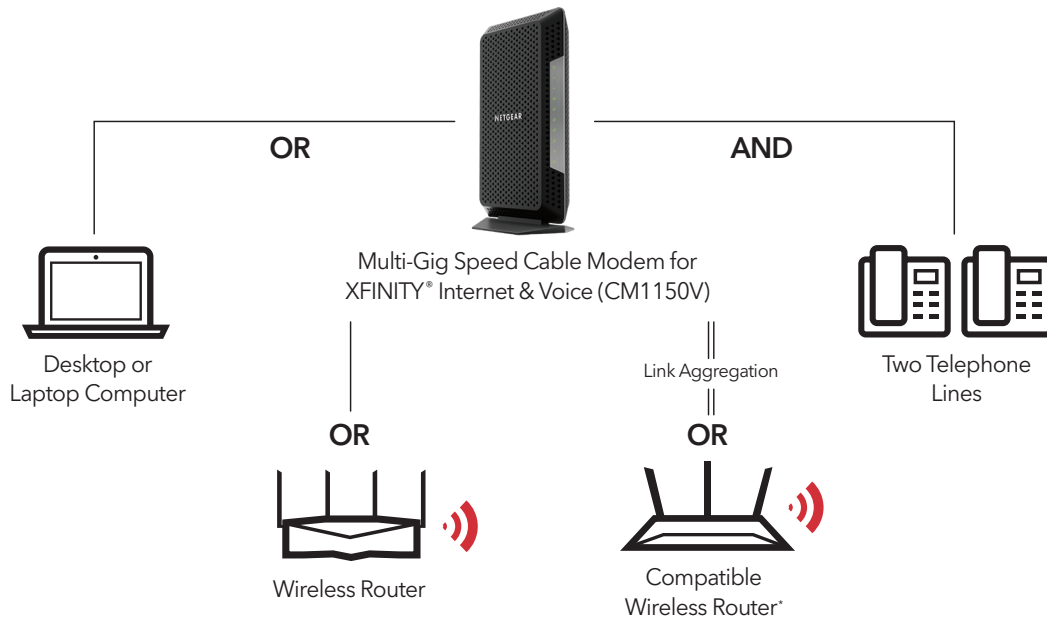 NETGEAR
OR
AND
Multi-Gig Speed Cable Modem for
XFINITY® Internet & Voice (CM1150V)
Desktop or
Laptop Computer
Link Aggregation
Two Telephone
Lines
OR
OR
Wireless Router
Compatible
Wireless Router*